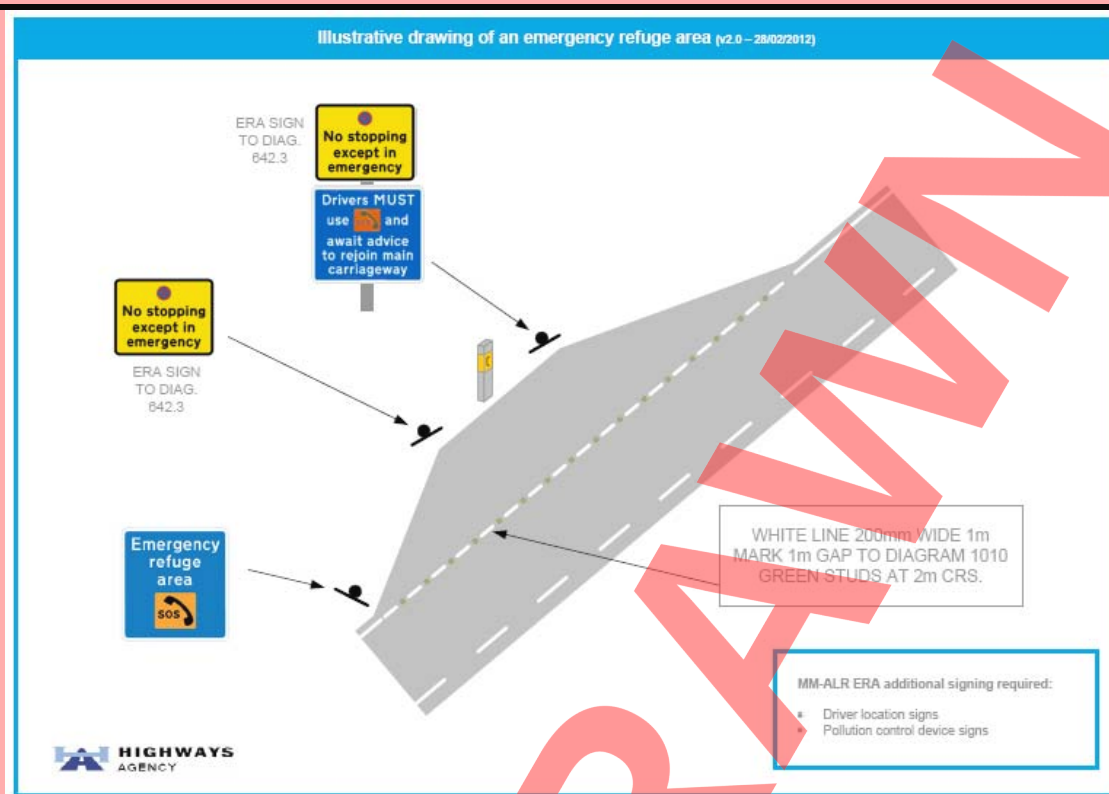 Illustrative drawing of an emergency refuge area (v2.0 – 28/02/2012)
ERA SIGN
TO DIAG.
642.3
No stopping
except in
emergency
Drivers MUST
use SOS and
await advice
to rejoin main
carriageway
No stopping
except in
emergency
ERA SIGN
TO DIAG.
642.3
Emergency
refuge
area
SOS
WHITE LINE 200mm WIDE 1m
MARK 1m GAP TO DIAGRAM 1010
GREEN STUDS AT 2m CRS.
MM-ALR ERA additional signing required:
Driver location signs
Pollution control device signs
HIGHWAYS
AGENCY
RAWN